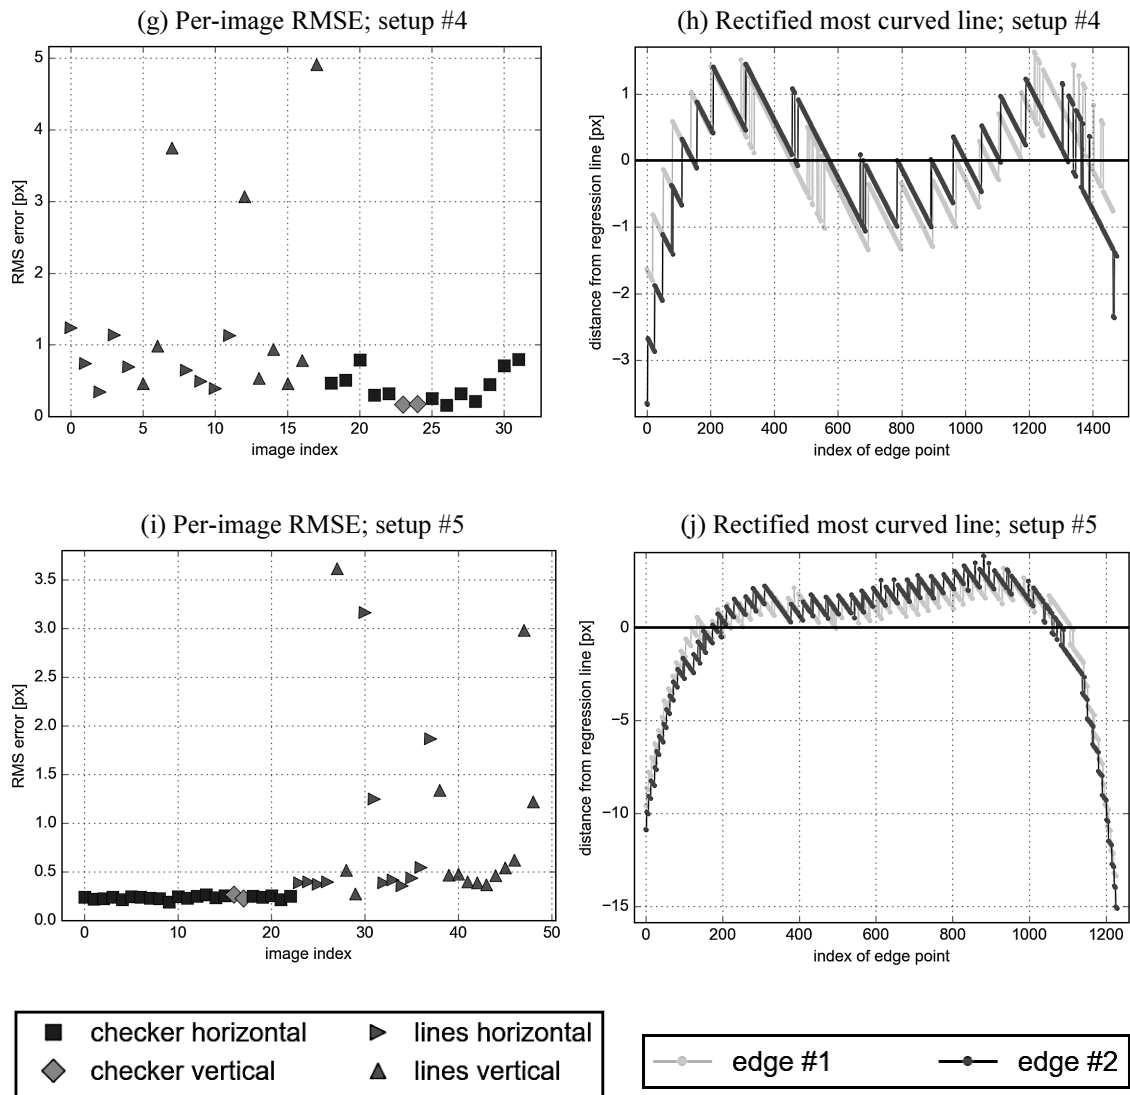 (g) Per-image RMSE; setup #4
(h) Rectified most curved line; setup #4
RMS error [px]
5
4
3
2
1
0
0 5 10 15 20 25 30
image index
distance from regression line [px]
1
0
−1
−2
−3
0 200 400 600 800 1000 1200 1400
index of edge point
(i) Per-image RMSE; setup #5
(j) Rectified most curved line; setup #5
RMS error [px]
3.5
3.0
2.5
2.0
1.5
1.0
0.5
0.0
0 10 20 30 40 50
image index
distance from regression line [px]
0
−5
−10
−15
0 200 400 600 800 1000 1200
index of edge point
checker horizontal
lines horizontal
checker vertical
lines vertical
edge #1
edge #2